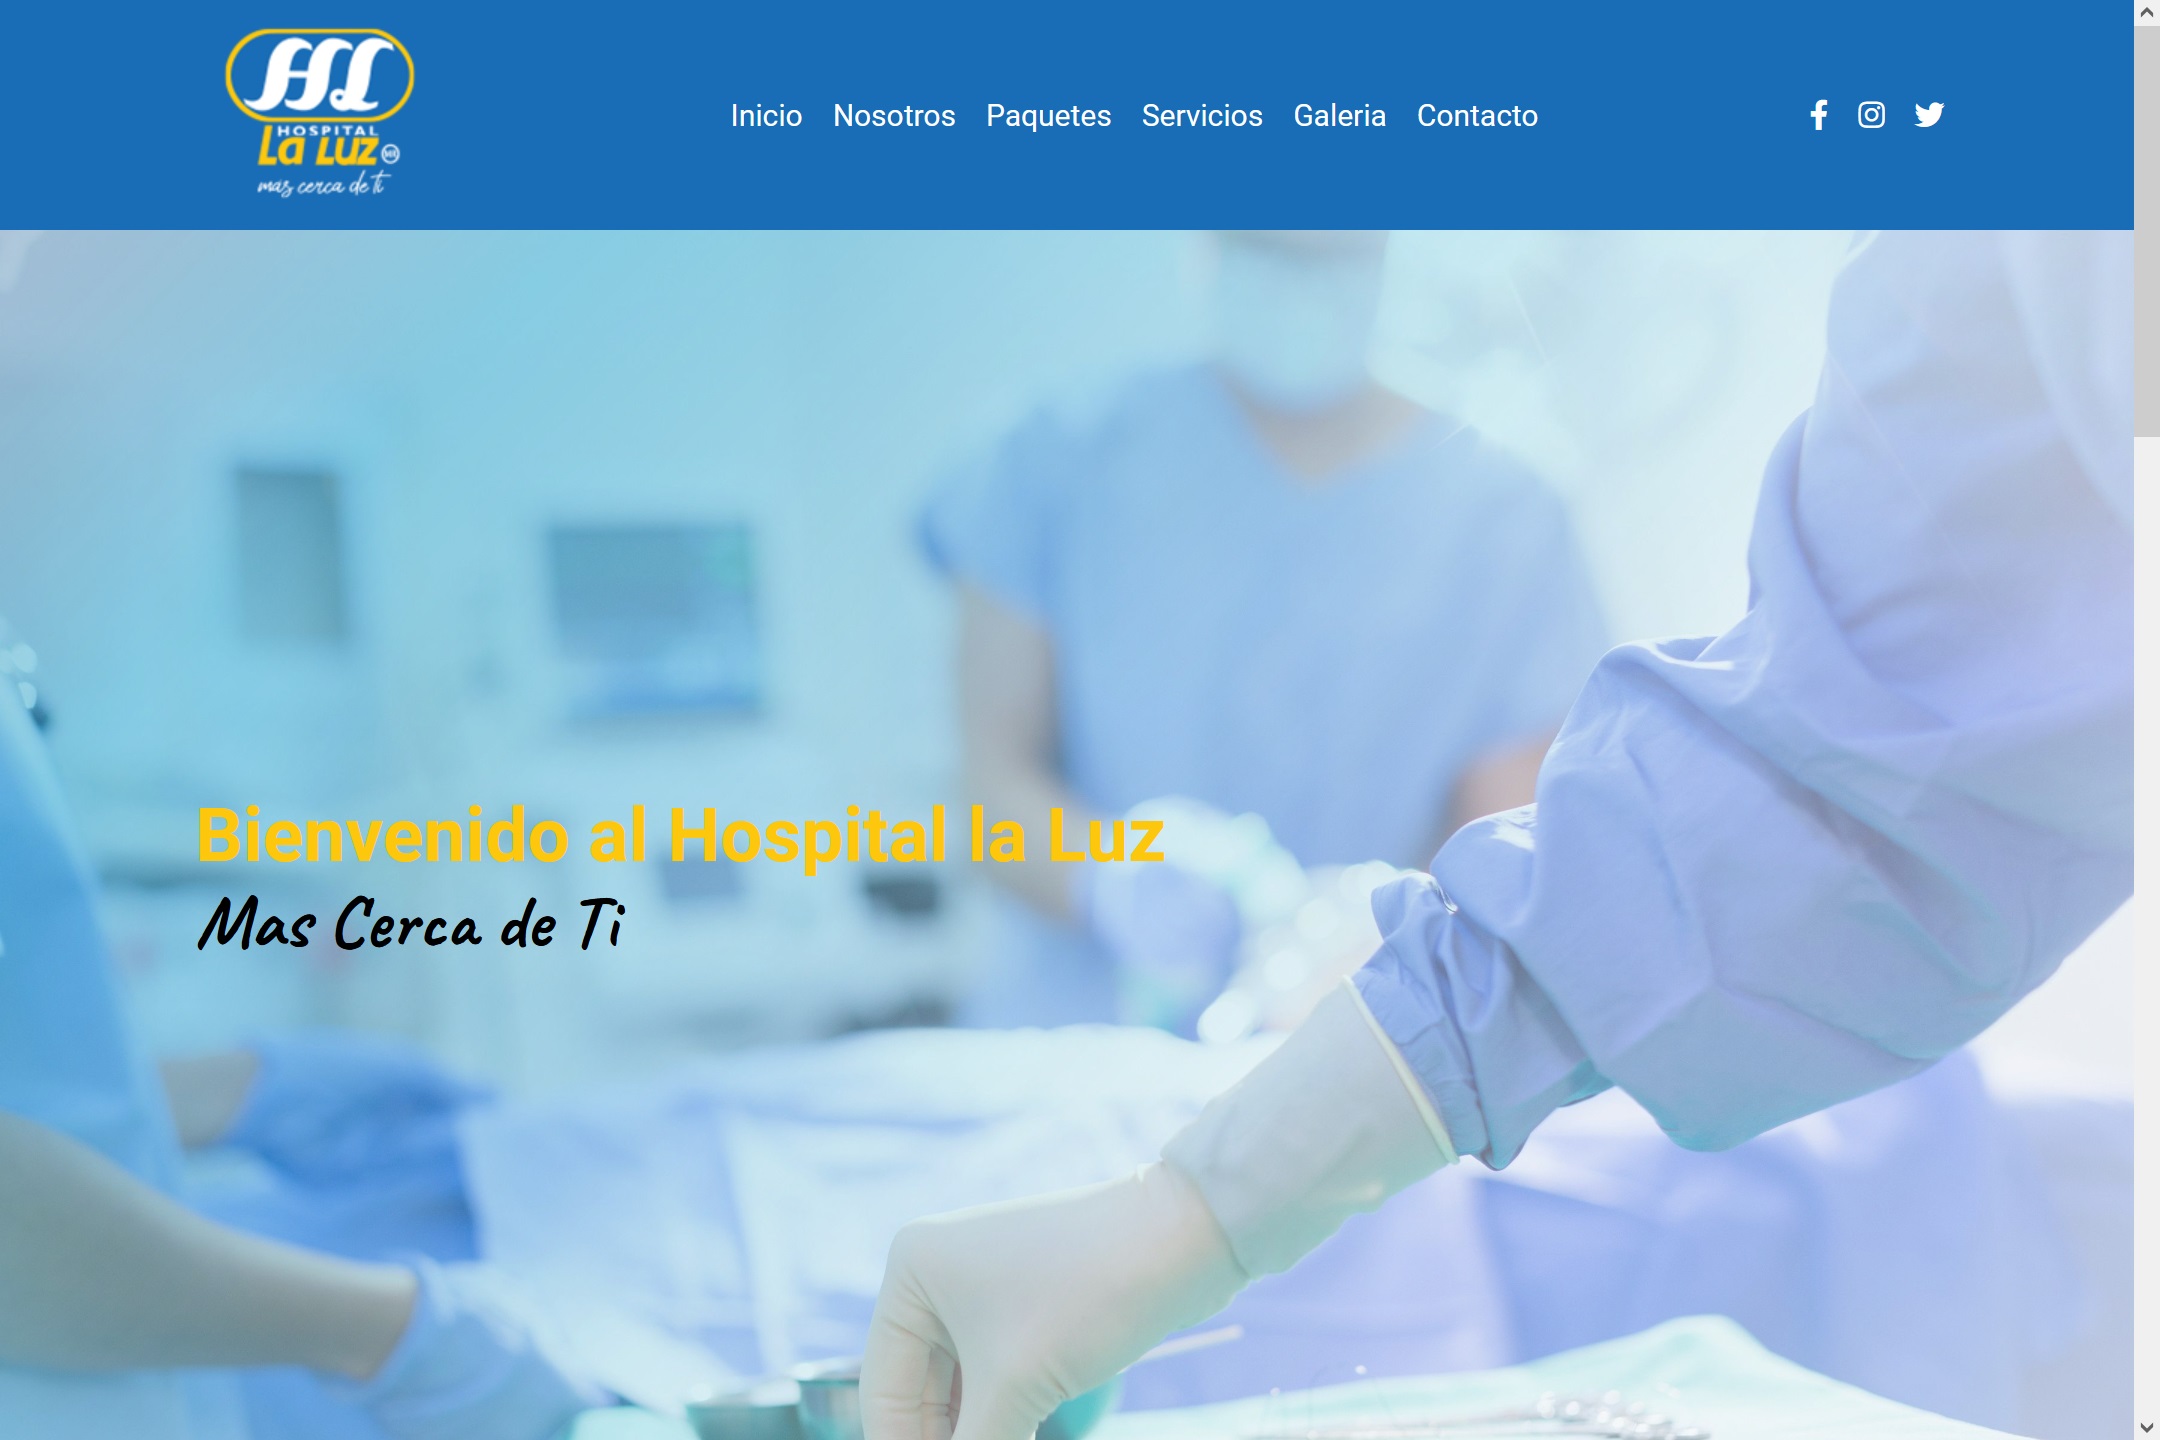 HL
HOSPITAL
La Luz
más cerca de ti
Inicio Nosotros Paquetes Servicios Galeria Contacto
Bienvenido al Hospital la Luz
Mas Cerca de Ti